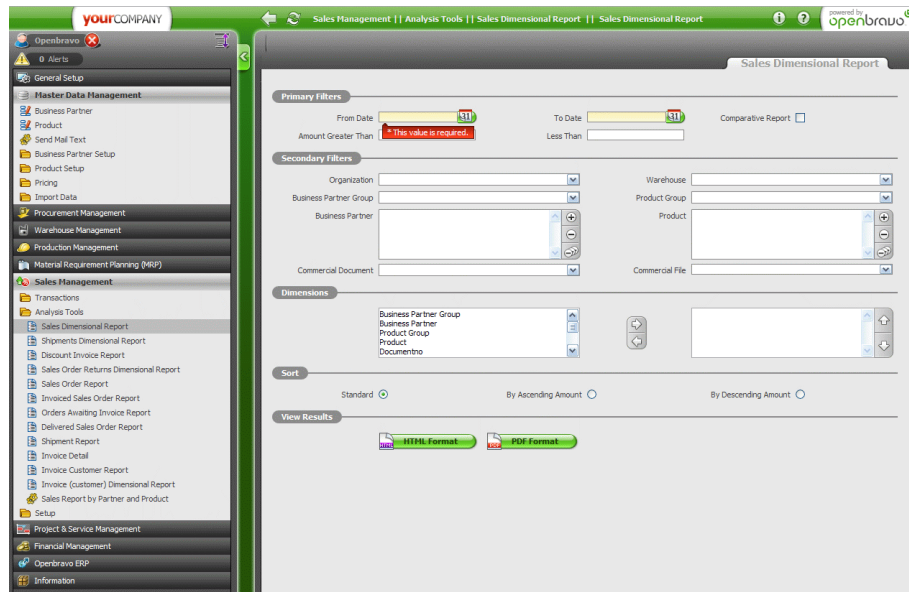 yourCOMPANY
Sales Management || Analysis Tools || Sales Dimensional Report || Sales Dimensional Report
powered by
openbravo
Openbravo
0 Alerts
General Setup
Master Data Management
Business Partner
Product
Send Mail Text
Business Partner Setup
Product Setup
Pricing
Import Data
Procurement Management
Warehouse Management
Production Management
Material Requirement Planning (MRP)
Sales Management
Transactions
Analysis Tools
Sales Dimensional Report
Shipments Dimensional Report
Discount Invoice Report
Sales Order Returns Dimensional Report
Sales Order Report
Invoiced Sales Order Report
Orders Awaiting Invoice Report
Delivered Sales Order Report
Shipment Report
Invoice Detail
Invoice Customer Report
Invoice (customer) Dimensional Report
Sales Report by Partner and Product
Setup
Project & Service Management
Financial Management
Openbravo ERP
Information
Sales Dimensional Report
Primary Filters
From Date 31 To Date 31 Comparative Report
* This value is required.
Amount Greater Than Less Than
Secondary Filters
Organization Warehouse
Business Partner Group Product Group
Business Partner Product
Commercial Document Commercial File
Dimensions
Business Partner Group
Business Partner
Product Group
Product
Documentno
Sort
Standard By Ascending Amount By Descending Amount
View Results
HTML HTML Format PDF PDF Format